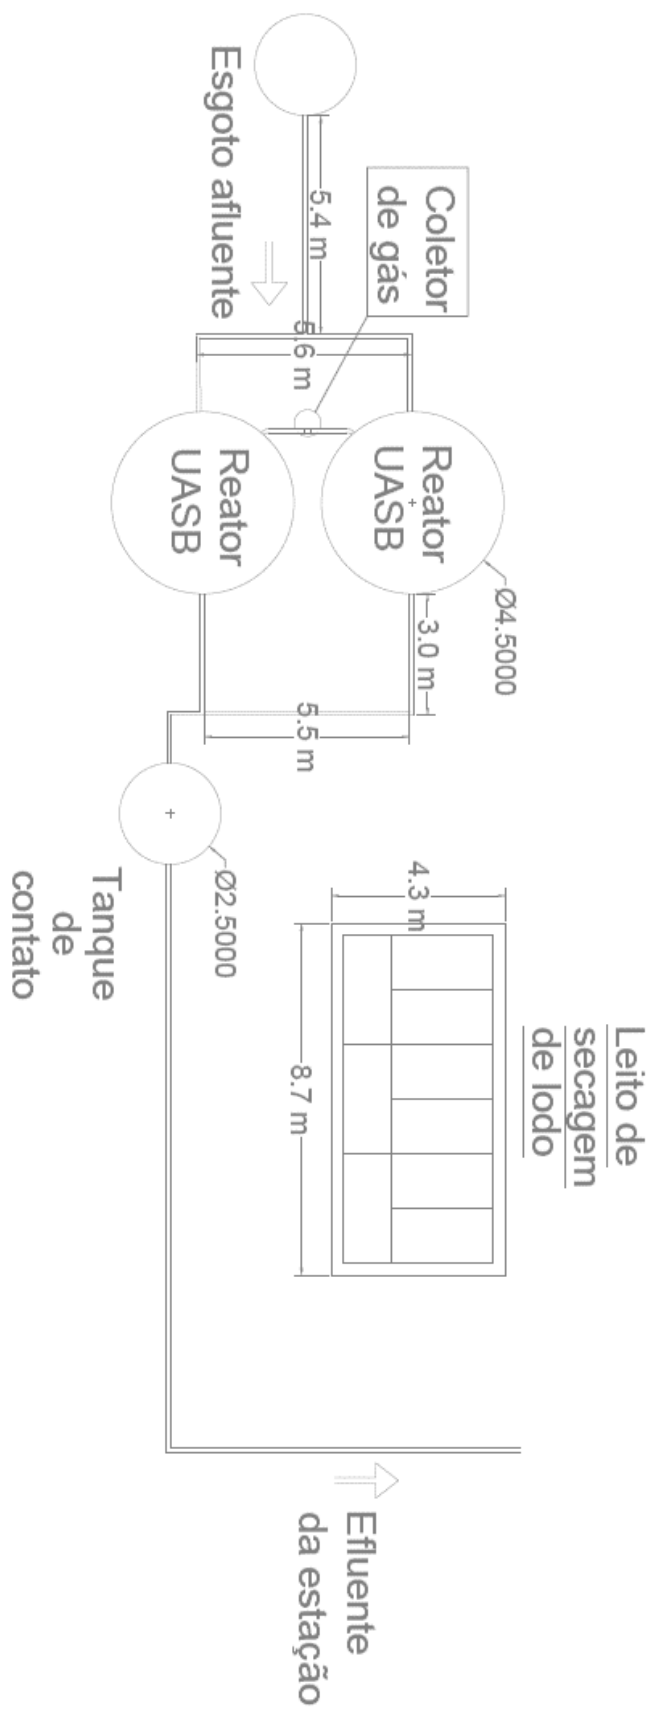 Esgoto afluente
5.4 m
Coletor
de gás
5.6 m
Reator
UASB
Reator
UASB
Ø4.5000
3.0 m
5.5 m
Ø2.5000
Tanque
de
contato
4.3 m
8.7 m
Leito de
secagem
de lodo
Efluente
da estação